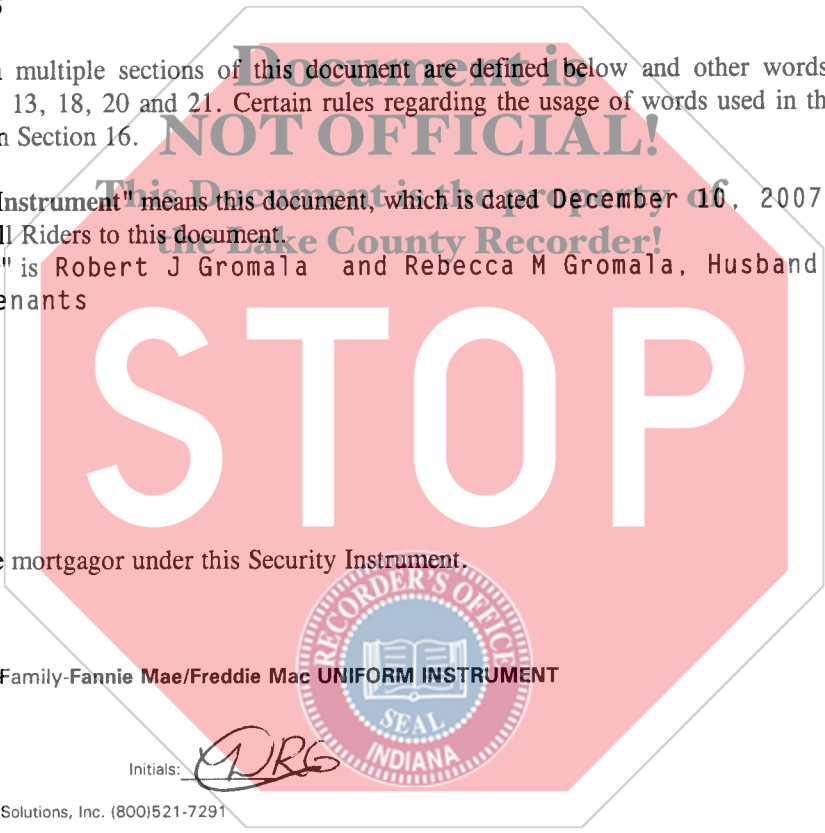 Document is
multiple sections of this document are defined below and other words
13, 18, 20 and 21. Certain rules regarding the usage of words used in th
NOT OFFICIAL!
n Section 16.
This Document is the property of
Instrument" means this document, which is dated December 10, 2007
the Lake County Recorder!
ll Riders to this document.
" is Robert J Gromala and Rebecca M Gromala, Husband
enants
STOP
e mortgagor under this Security Instrument.
RECORDER'S OFFICE
Family-Fannie Mae/Freddie Mac UNIFORM INSTRUMENT
SEAL
INDIANA
Initials: RG
Solutions, Inc. (800)521-7291